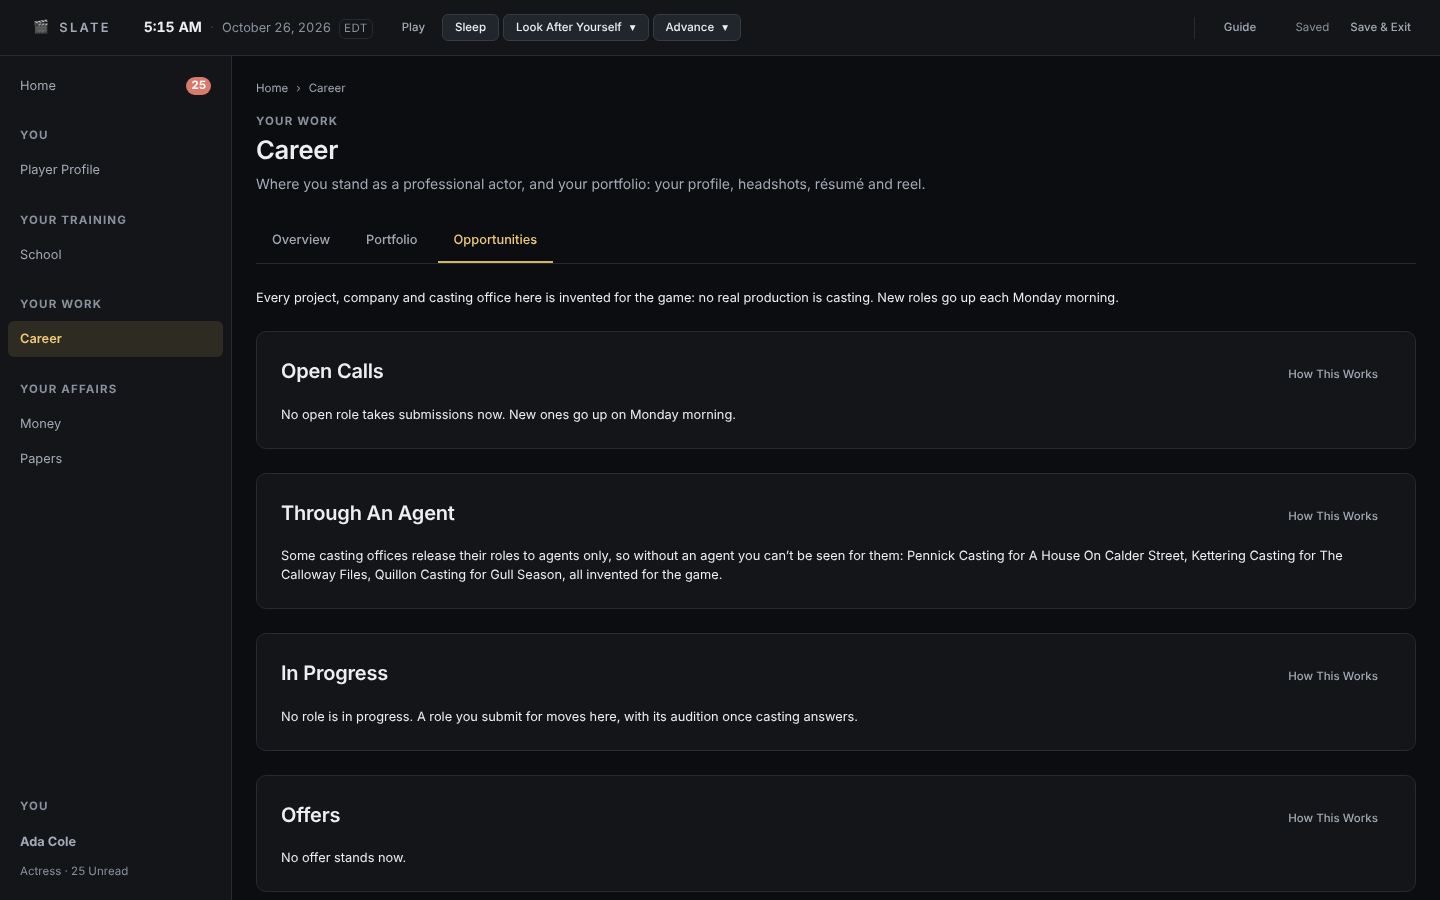 SLATE
5:15 AM · October 26, 2026 EDT
Play
Sleep
Look After Yourself ▾
Advance ▾
Guide
Saved
Save & Exit
Home
25
YOU
Player Profile
YOUR TRAINING
School
YOUR WORK
Career
YOUR AFFAIRS
Money
Papers
YOU
Ada Cole
Actress · 25 Unread
Home › Career
YOUR WORK
Career
Where you stand as a professional actor, and your portfolio: your profile, headshots, résumé and reel.
Overview
Portfolio
Opportunities
Every project, company and casting office here is invented for the game: no real production is casting. New roles go up each Monday morning.
Open Calls
How This Works
No open role takes submissions now. New ones go up on Monday morning.
Through An Agent
How This Works
Some casting offices release their roles to agents only, so without an agent you can't be seen for them: Pennick Casting for A House On Calder Street, Kettering Casting for The
Calloway Files, Quillon Casting for Gull Season, all invented for the game.
In Progress
How This Works
No role is in progress. A role you submit for moves here, with its audition once casting answers.
Offers
How This Works
No offer stands now.